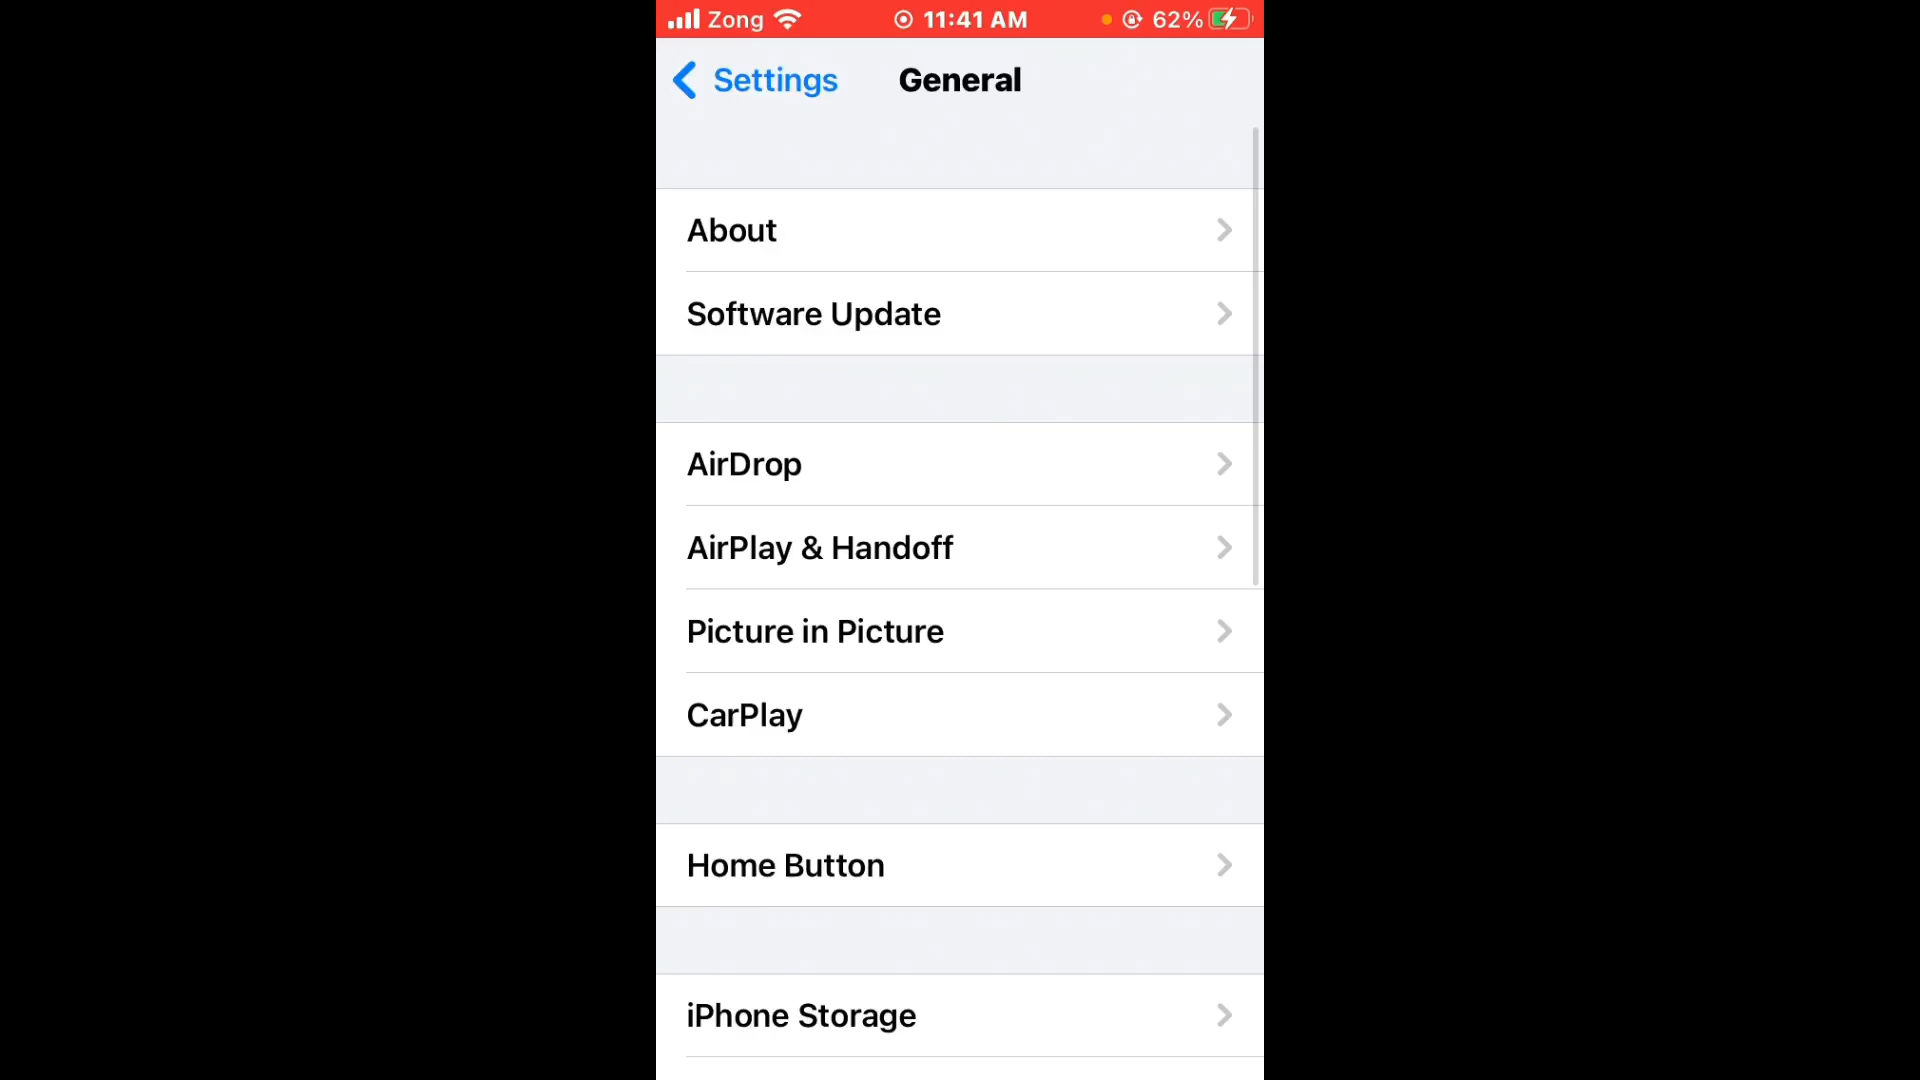 Zong 11:41 AM 62%
Settings General
About
Software Update
AirDrop
AirPlay & Handoff
Picture in Picture
CarPlay
Home Button
iPhone Storage